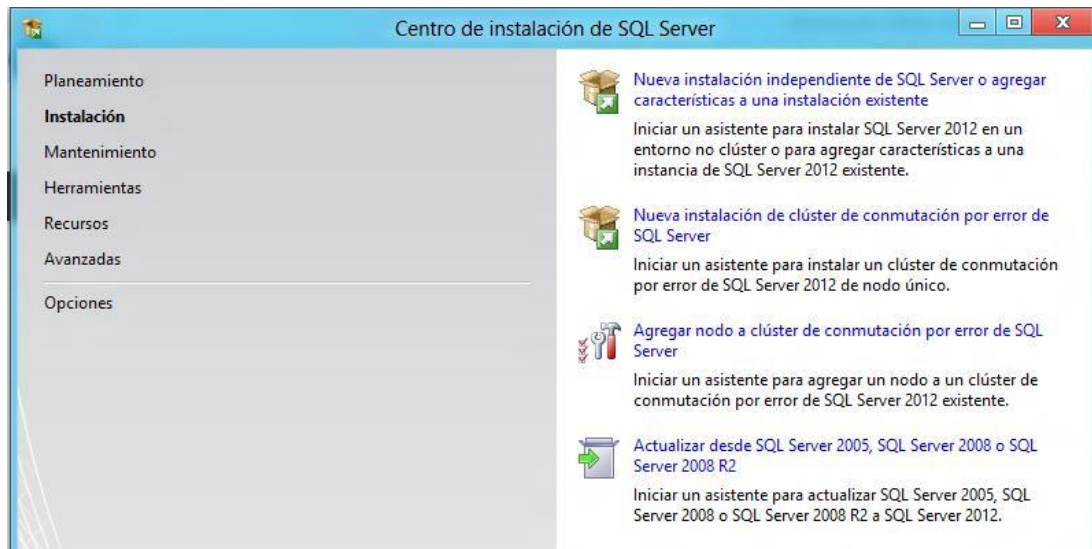 Centro de instalación de SQL Server
Planeamiento
Instalación
Mantenimiento
Herramientas
Recursos
Avanzadas
Opciones
Nueva instalación independiente de SQL Server o agregar
características a una instalación existente
Iniciar un asistente para instalar SQL Server 2012 en un
entorno no clúster o para agregar características a una
instancia de SQL Server 2012 existente.
Nueva instalación de clúster de conmutación por error de
SQL Server
Iniciar un asistente para instalar un clúster de conmutación
por error de SQL Server 2012 de nodo único.
Agregar nodo a clúster de conmutación por error de SQL
Server
Iniciar un asistente para agregar un nodo a un clúster de
conmutación por error de SQL Server 2012 existente.
Actualizar desde SQL Server 2005, SQL Server 2008 o SQL
Server 2008 R2
Iniciar un asistente para actualizar SQL Server 2005, SQL
Server 2008 o SQL Server 2008 R2 a SQL Server 2012.